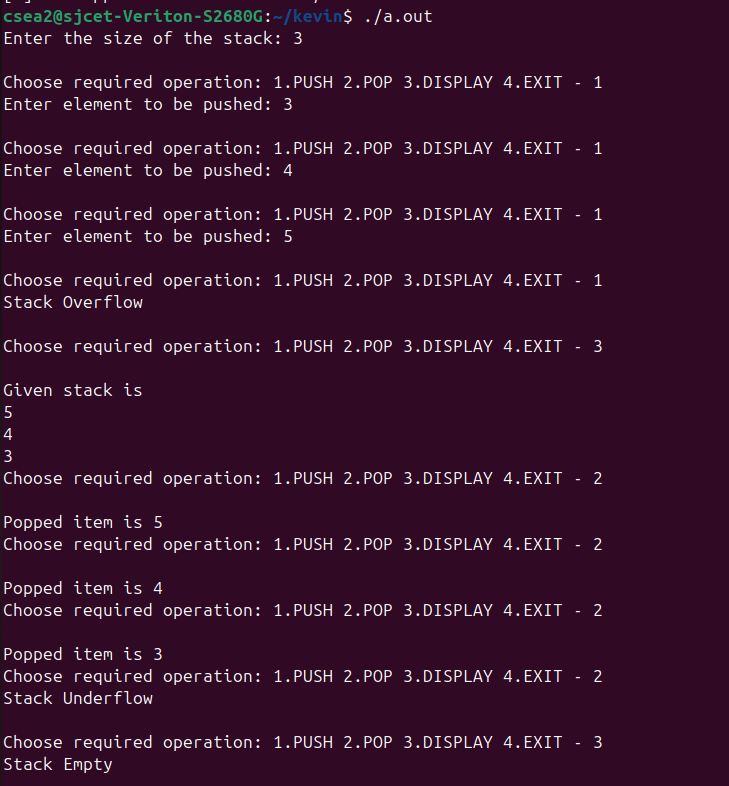 csea2@sjcet-Veriton-S2680G:~/kevin$ ./a.out
Enter the size of the stack: 3
Choose required operation: 1.PUSH 2.POP 3.DISPLAY 4.EXIT - 1
Enter element to be pushed: 3
Choose required operation: 1.PUSH 2.POP 3.DISPLAY 4.EXIT - 1
Enter element to be pushed: 4
Choose required operation: 1.PUSH 2.POP 3.DISPLAY 4.EXIT - 1
Enter element to be pushed: 5
Choose required operation: 1.PUSH 2.POP 3.DISPLAY 4.EXIT - 1
Stack Overflow
Choose required operation: 1.PUSH 2.POP 3.DISPLAY 4.EXIT - 3
Given stack is
5
4
3
Choose required operation: 1.PUSH 2.POP 3.DISPLAY 4.EXIT - 2
Popped item is 5
Choose required operation: 1.PUSH 2.POP 3.DISPLAY 4.EXIT - 2
Popped item is 4
Choose required operation: 1.PUSH 2.POP 3.DISPLAY 4.EXIT - 2
Popped item is 3
Choose required operation: 1.PUSH 2.POP 3.DISPLAY 4.EXIT - 2
Stack Underflow
Choose required operation: 1.PUSH 2.POP 3.DISPLAY 4.EXIT - 3
Stack Empty